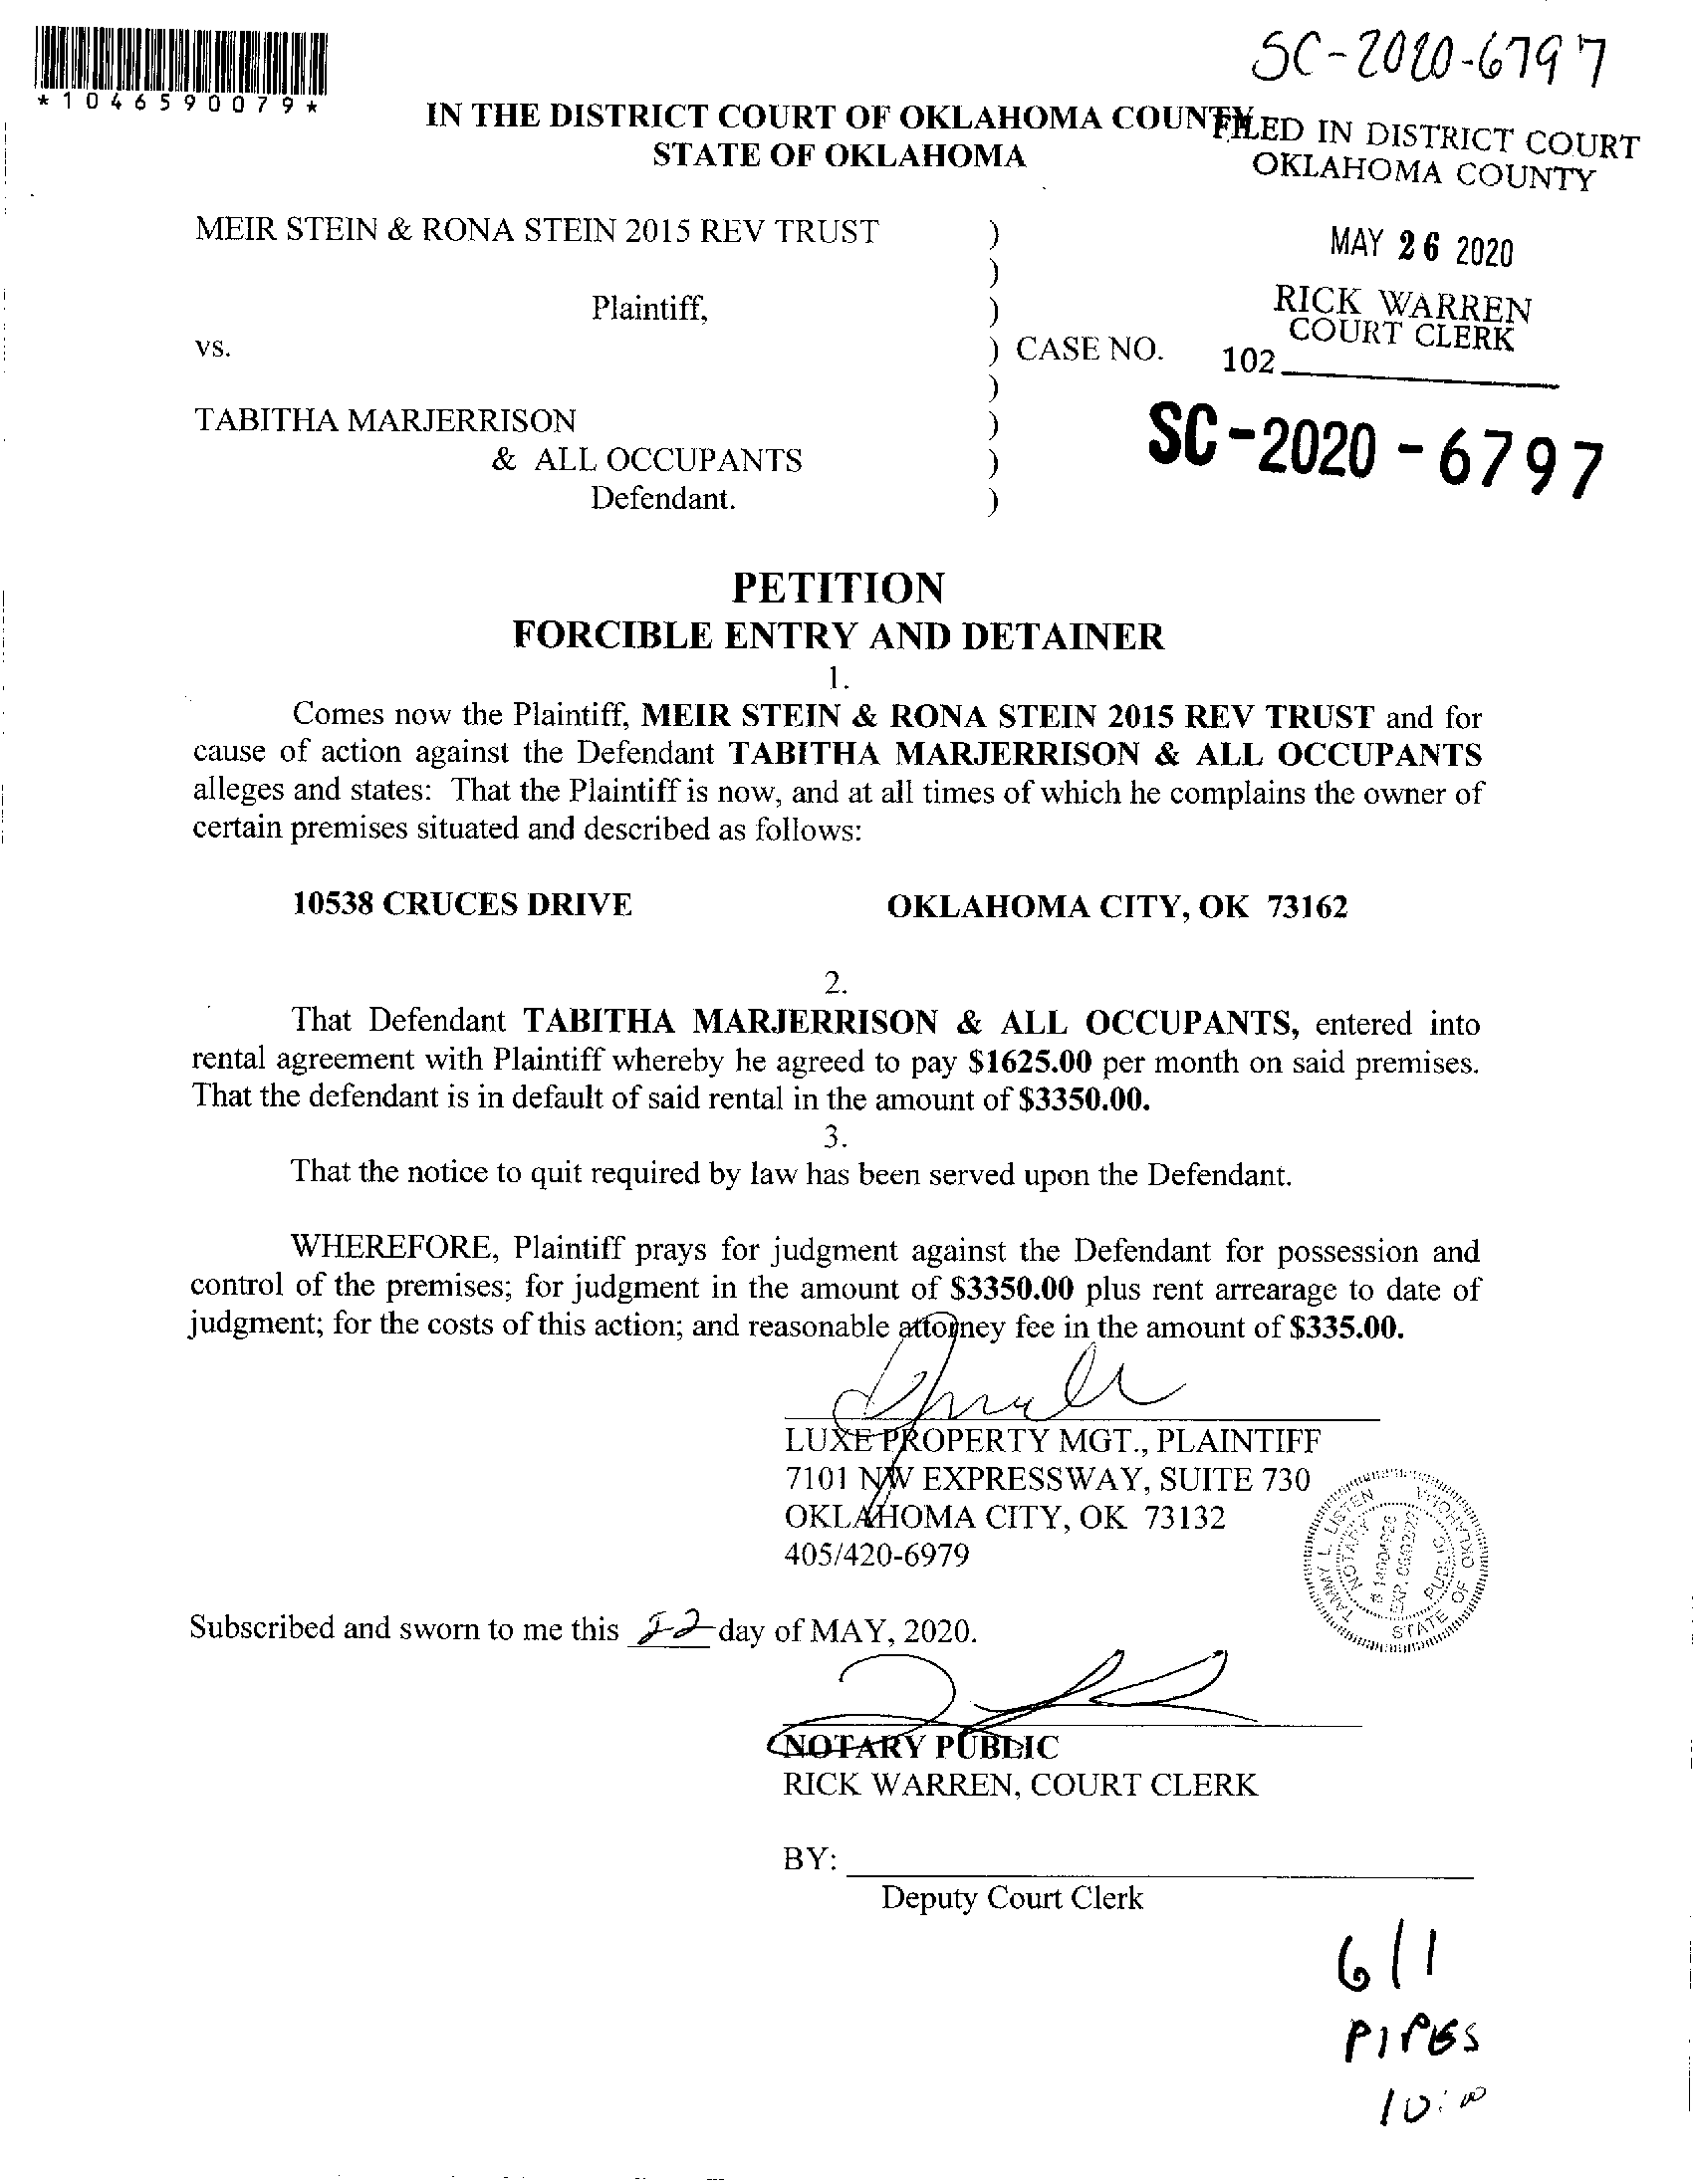 SC-2020-6797
*1046590079*
IN THE DISTRICT COURT OF OKLAHOMA COUNTY
STATE OF OKLAHOMA
FILED IN DISTRICT COURT
OKLAHOMA COUNTY
MAY 26 2020
RICK WARREN
COURT CLERK
102
MEIR STEIN & RONA STEIN 2015 REV TRUST )
)
Plaintiff, )
vs. ) CASE NO.
)
TABITHA MARJERRISON )
& ALL OCCUPANTS )
Defendant. )
SC-2020-6797
PETITION
FORCIBLE ENTRY AND DETAINER
1.
Comes now the Plaintiff, MEIR STEIN & RONA STEIN 2015 REV TRUST and for
cause of action against the Defendant TABITHA MARJERRISON & ALL OCCUPANTS
alleges and states: That the Plaintiff is now, and at all times of which he complains the owner of
certain premises situated and described as follows:
10538 CRUCES DRIVE OKLAHOMA CITY, OK 73162
2.
That Defendant TABITHA MARJERRISON & ALL OCCUPANTS, entered into
rental agreement with Plaintiff whereby he agreed to pay $1625.00 per month on said premises.
That the defendant is in default of said rental in the amount of $3350.00.
3.
That the notice to quit required by law has been served upon the Defendant.
WHEREFORE, Plaintiff prays for judgment against the Defendant for possession and
control of the premises; for judgment in the amount of $3350.00 plus rent arrearage to date of
judgment; for the costs of this action; and reasonable attorney fee in the amount of $335.00.
LUXE PROPERTY MGT., PLAINTIFF
7101 NW EXPRESSWAY, SUITE 730
OKLAHOMA CITY, OK 73132
405/420-6979
TAMMY L. LISTEN
NOTARY PUBLIC
STATE OF OKLAHOMA
Subscribed and sworn to me this 22 day of MAY, 2020.
NOTARY PUBLIC
RICK WARREN, COURT CLERK
BY:
Deputy Court Clerk
6/1
PIPES
10:00